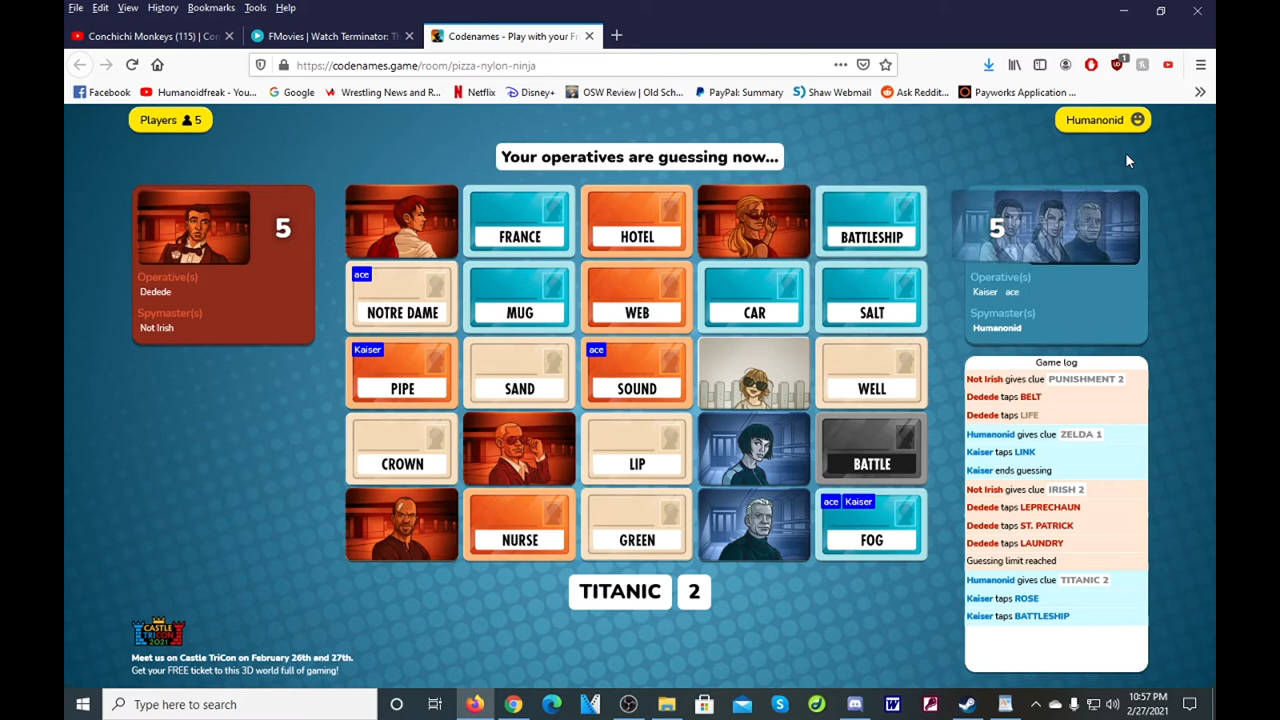 File Edit View History Bookmarks Tools Help
Conchichi Monkeys (115) | Con
FMovies | Watch Terminator: Th
Codenames - Play with your Fr
https://codenames.game/room/pizza-nylon-ninja
Facebook Humanoidfreak - You... Google Wrestling News and R... Netflix Disney+ OSW Review | Old Sch... PayPal: Summary Shaw Webmail Ask Reddit... Payworks Application ...
Players 5
Humanonid
Your operatives are guessing now...
5
Operative(s)
Dedede
Spymaster(s)
Not Irish
FRANCE HOTEL BATTLESHIP
ace
NOTRE DAME MUG WEB CAR SALT
Kaiser ace
PIPE SAND SOUND WELL
CROWN LIP BATTLE
ace Kaiser
NURSE GREEN FOG
TITANIC 2
5
Operative(s)
Kaiser ace
Spymaster(s)
Humanonid
Game log
Not Irish gives clue PUNISHMENT 2
Dedede taps BELT
Dedede taps LIFE
Humanonid gives clue ZELDA 1
Kaiser taps LINK
Kaiser ends guessing
Not Irish gives clue IRISH 2
Dedede taps LEPRECHAUN
Dedede taps ST. PATRICK
Dedede taps LAUNDRY
Guessing limit reached
Humanonid gives clue TITANIC 2
Kaiser taps ROSE
Kaiser taps BATTLESHIP
CASTLE
TRICON
2021
Meet us on Castle TriCon on February 26th and 27th.
Get your FREE ticket to this 3D world full of gaming!
Type here to search
10:57 PM
2/27/2021